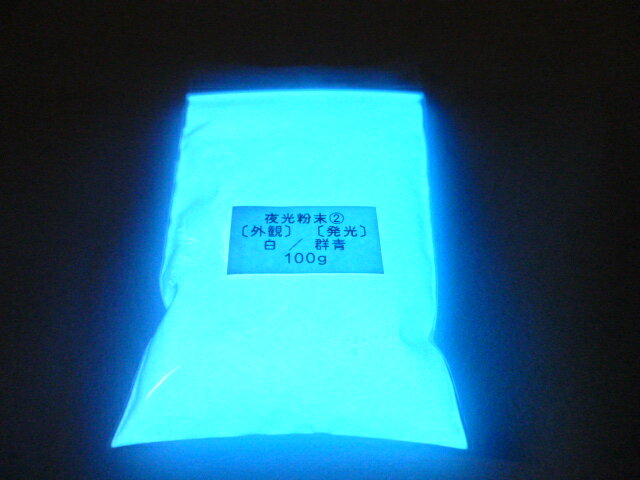 夜光粉末②
〔外観〕 〔発光〕
白 ／ 群青
100g